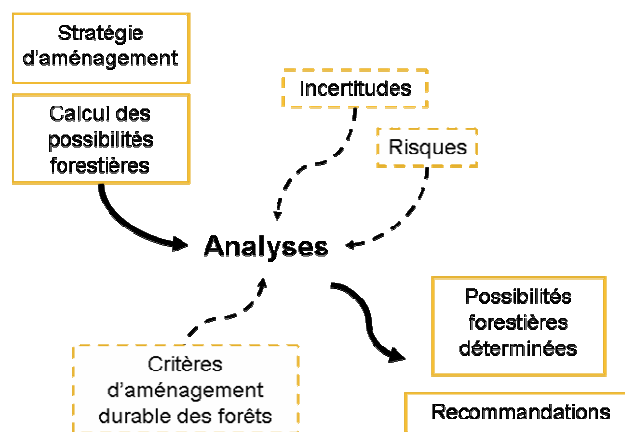 Stratégie
d'aménagement
Calcul des
possibilités
forestières
Incertitudes
Risques
Analyses
Critères
d'aménagement
durable des forêts
Possibilités
forestières
déterminées
Recommandations